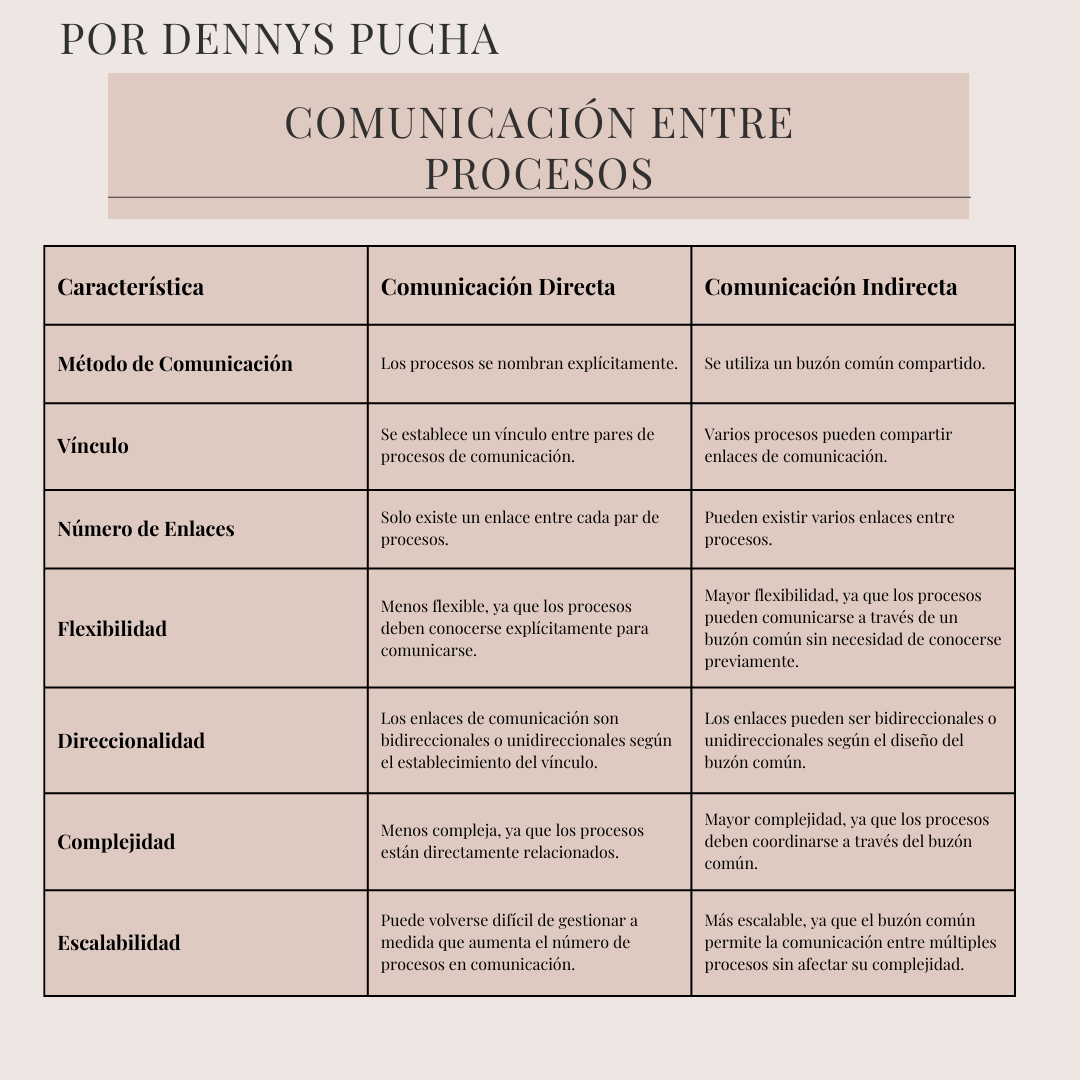 POR DENNYS PUCHA
COMUNICACIÓN ENTRE
PROCESOS
Característica
Comunicación Directa
Comunicación Indirecta
Método de Comunicación
Los procesos se nombran explícitamente.
Se utiliza un buzón común compartido.
Vínculo
Se establece un vínculo entre pares de
procesos de comunicación.
Varios procesos pueden compartir
enlaces de comunicación.
Número de Enlaces
Solo existe un enlace entre cada par de
procesos.
Pueden existir varios enlaces entre
procesos.
Flexibilidad
Menos flexible, ya que los procesos
deben conocerse explícitamente para
comunicarse.
Mayor flexibilidad, ya que los procesos
pueden comunicarse a través de un
buzón común sin necesidad de conocerse
previamente.
Direccionalidad
Los enlaces de comunicación son
bidireccionales o unidireccionales según
el establecimiento del vínculo.
Los enlaces pueden ser bidireccionales o
unidireccionales según el diseño del
buzón común.
Complejidad
Menos compleja, ya que los procesos
están directamente relacionados.
Mayor complejidad, ya que los procesos
deben coordinarse a través del buzón
común.
Escalabilidad
Puede volverse difícil de gestionar a
medida que aumenta el número de
procesos en comunicación.
Más escalable, ya que el buzón común
permite la comunicación entre múltiples
procesos sin afectar su complejidad.